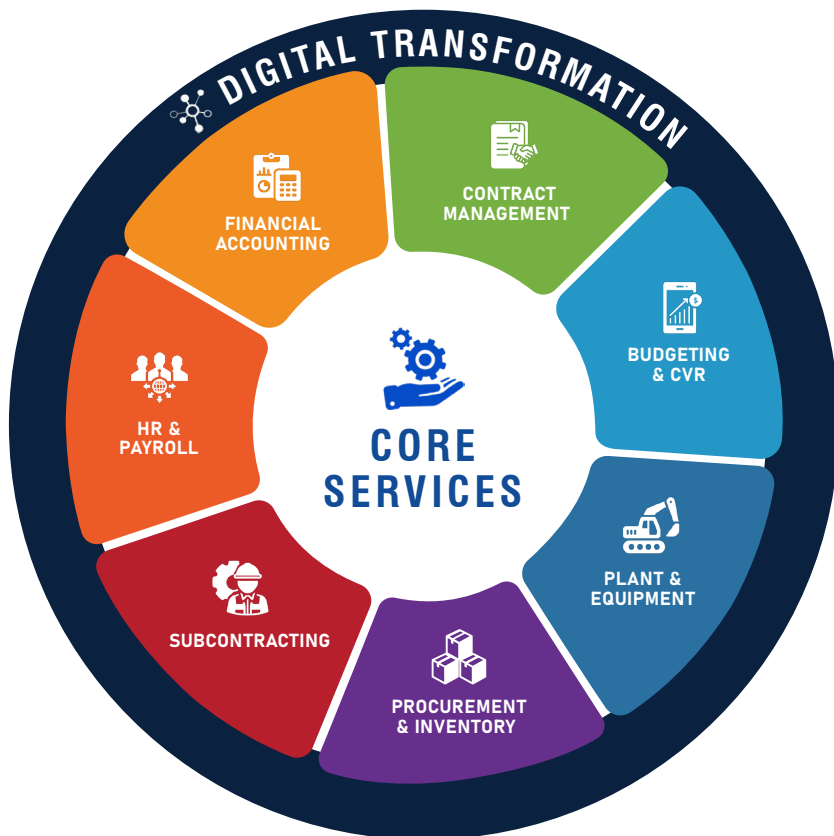 DIGITAL TRANSFORMATION
CONTRACT
MANAGEMENT
BUDGETING
& CVR
PLANT &
EQUIPMENT
PROCUREMENT
& INVENTORY
SUBCONTRACTING
HR &
PAYROLL
FINANCIAL
ACCOUNTING
CORE
SERVICES